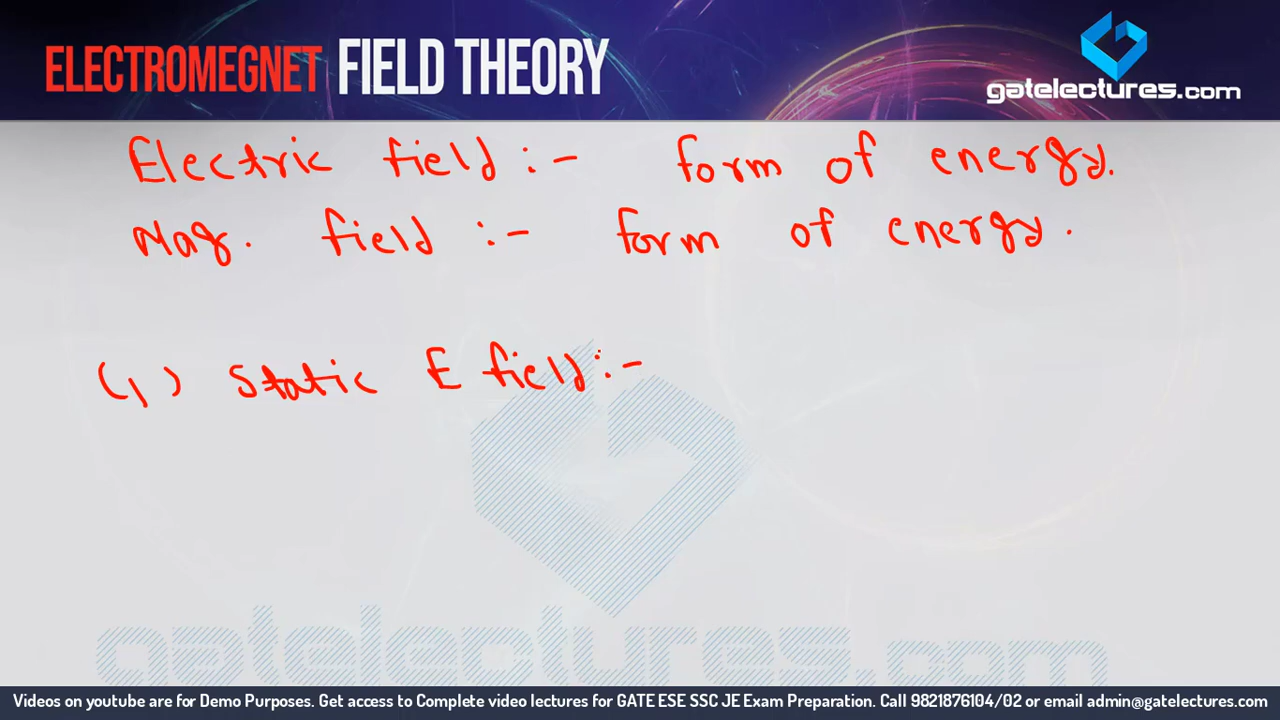 ELECTROMEGNET FIELD THEORY
gatelectures.com
Electric field :- form of energy.
Mag. field :- form of energy.
(1) Static E field :-
gatelectures.com
Videos on youtube are for Demo Purposes. Get access to Complete video lectures for GATE ESE SSC JE Exam Preparation. Call 9821876104/02 or email admin@gatelectures.com